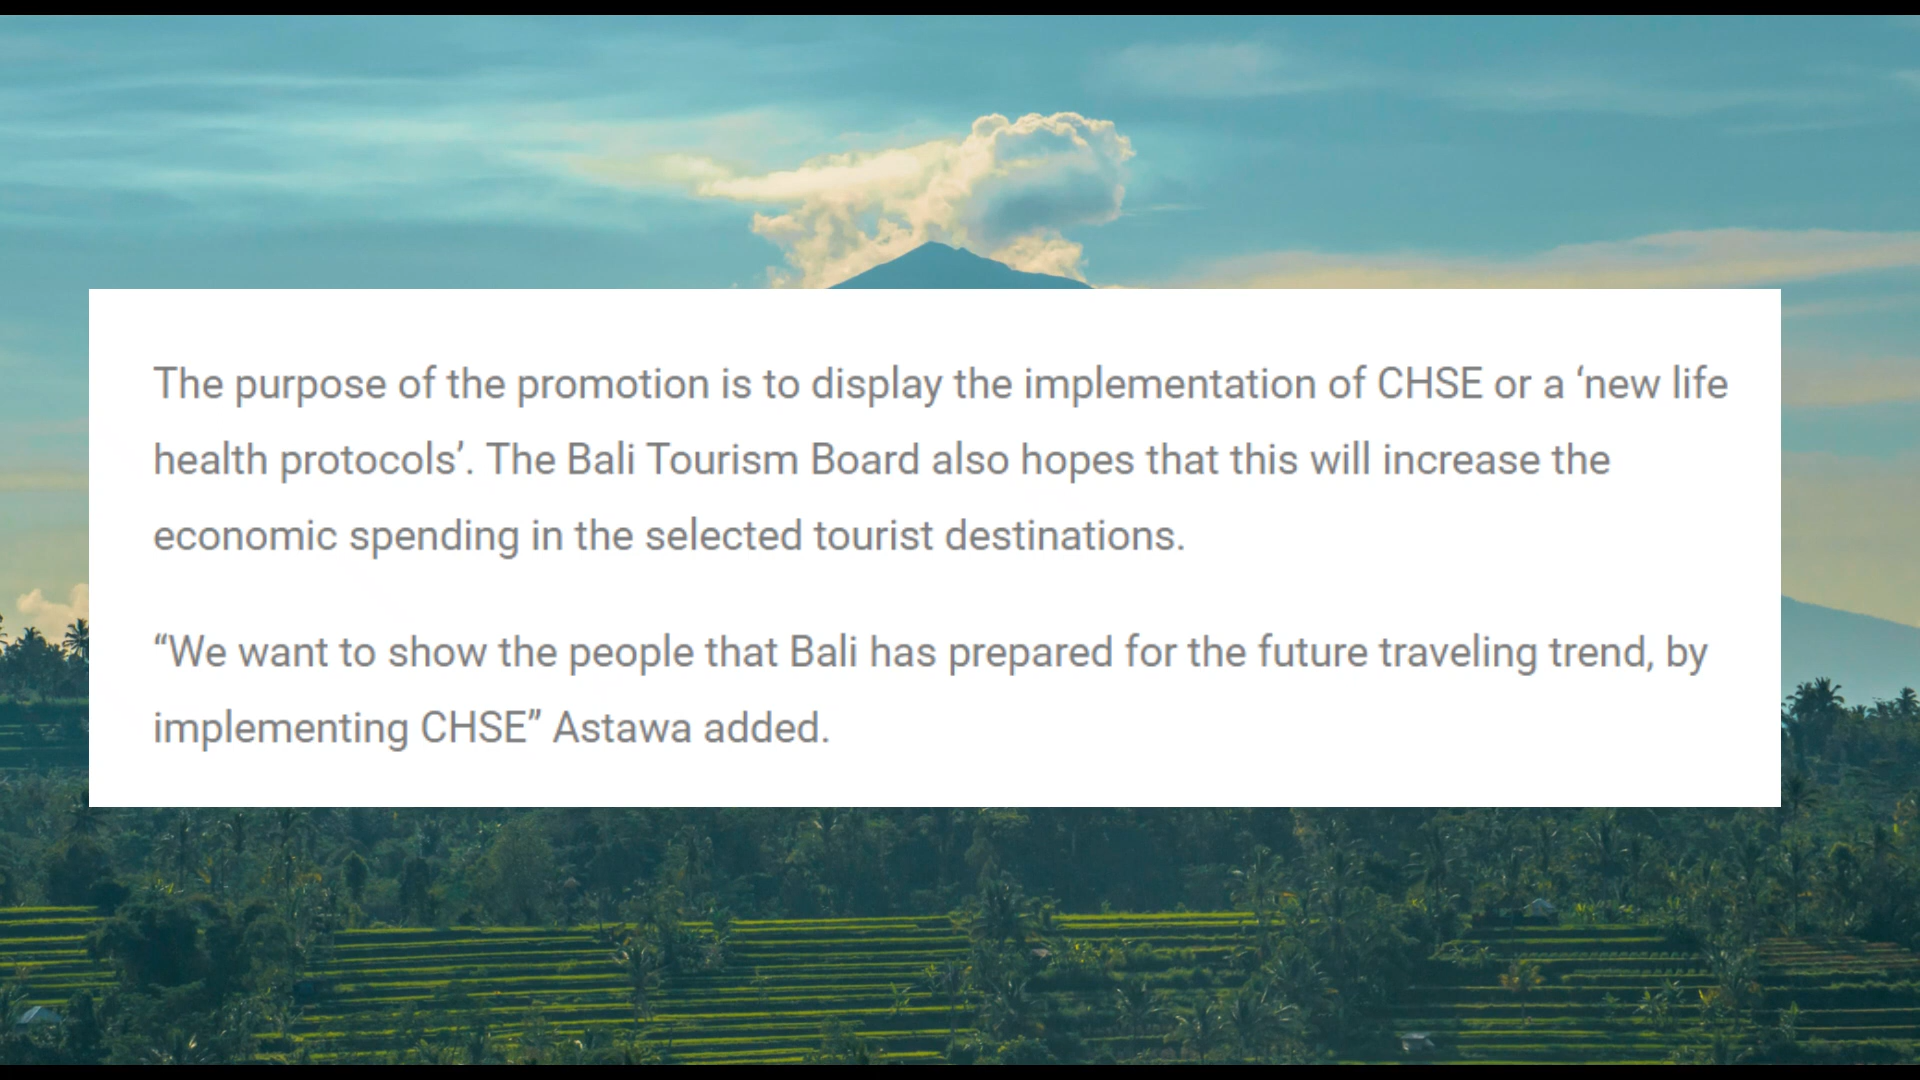 The purpose of the promotion is to display the implementation of CHSE or a ‘new life
health protocols’. The Bali Tourism Board also hopes that this will increase the
economic spending in the selected tourist destinations.
“We want to show the people that Bali has prepared for the future traveling trend, by
implementing CHSE” Astawa added.